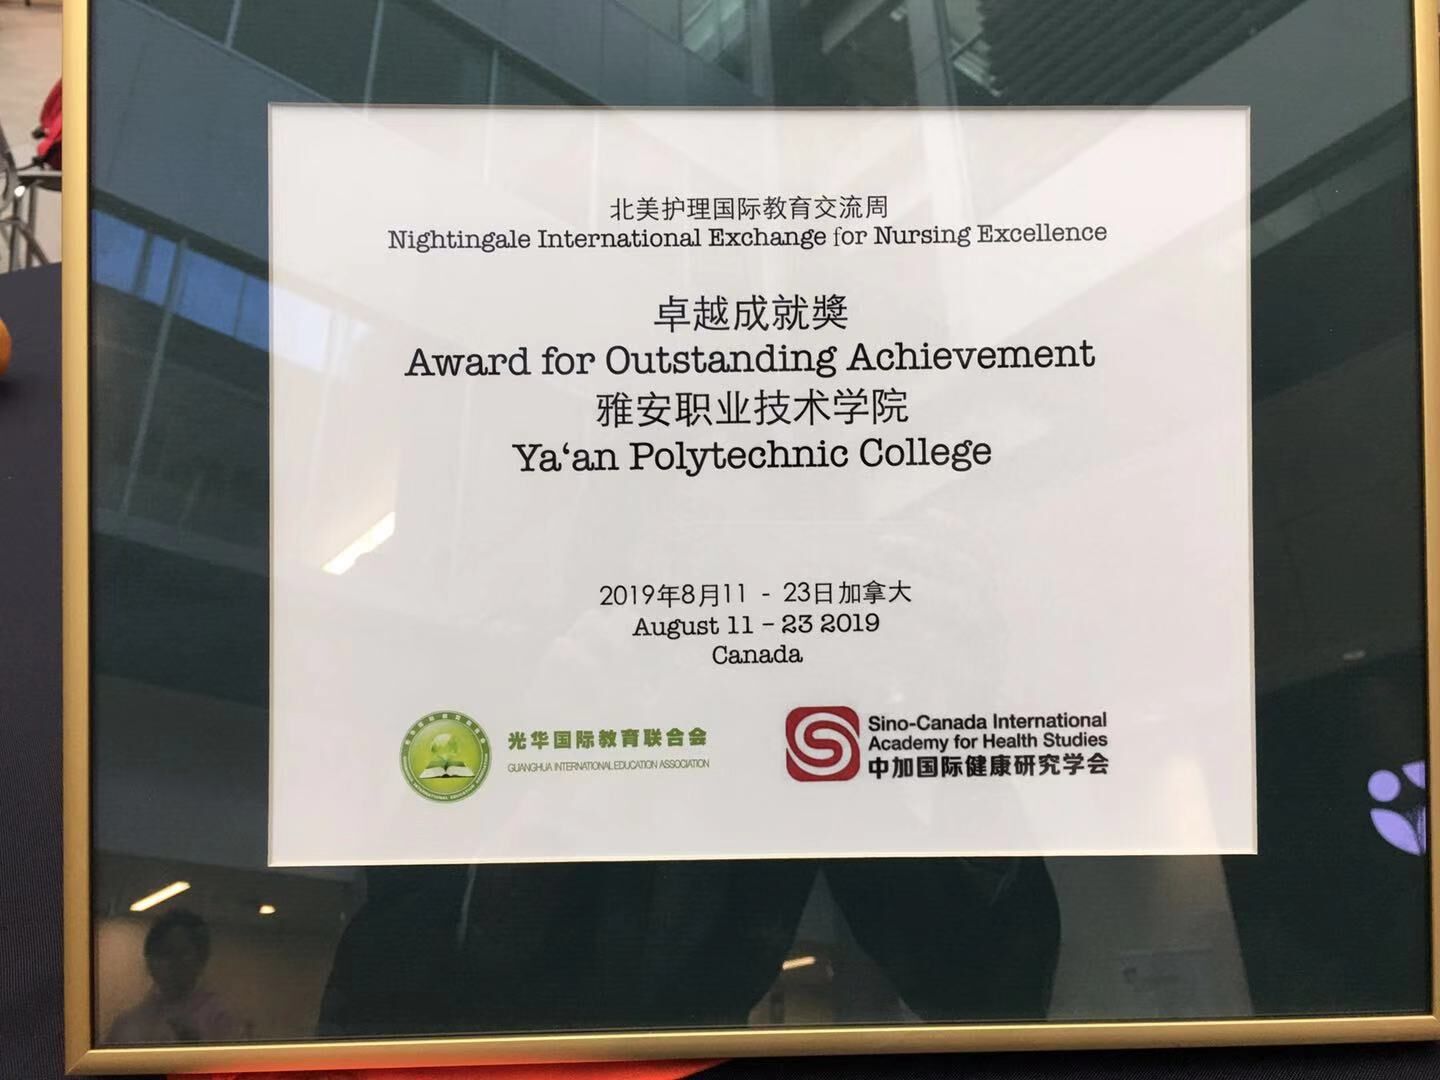 北美护理国际教育交流周
Nightingale International Exchange for Nursing Excellence
卓越成就獎
Award for Outstanding Achievement
雅安职业技术学院
Ya‘an Polytechnic College
2019年8月11 - 23日加拿大
August 11 – 23 2019
Canada
光华国际教育联合会
GUANGHUA INTERNATIONAL EDUCATION ASSOCIATION
Sino-Canada International
Academy for Health Studies
中加国际健康研究学会